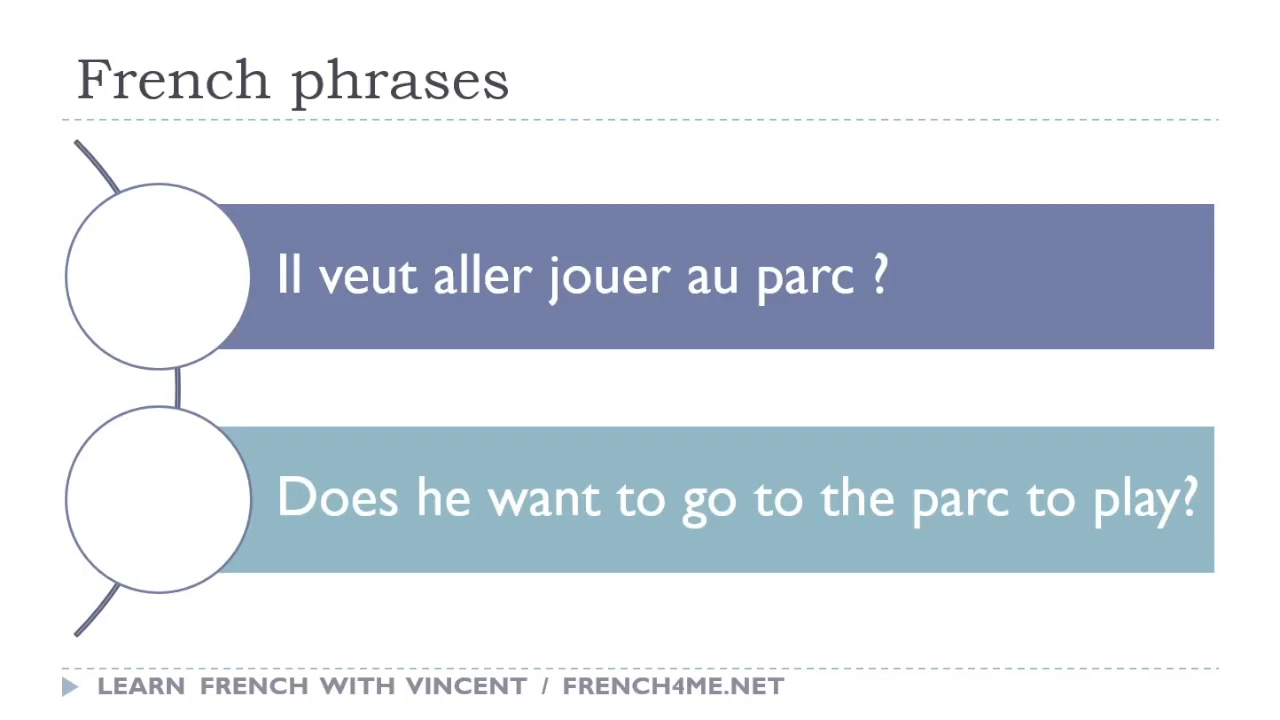 French phrases
Il veut aller jouer au parc ?
Does he want to go to the parc to play?
LEARN FRENCH WITH VINCENT / FRENCH4ME.NET